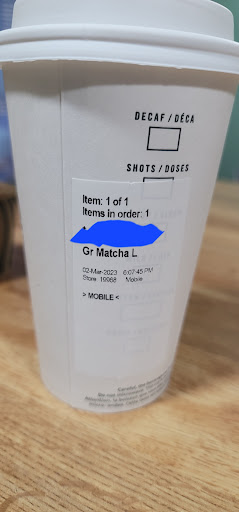 DECAF / DÉCA
SHOTS / DOSES
Item: 1 of 1
Items in order: 1
Gr Matcha L
02-Mar-2023 6:07:45 PM
Store: 19968 Mobile
> MOBILE <